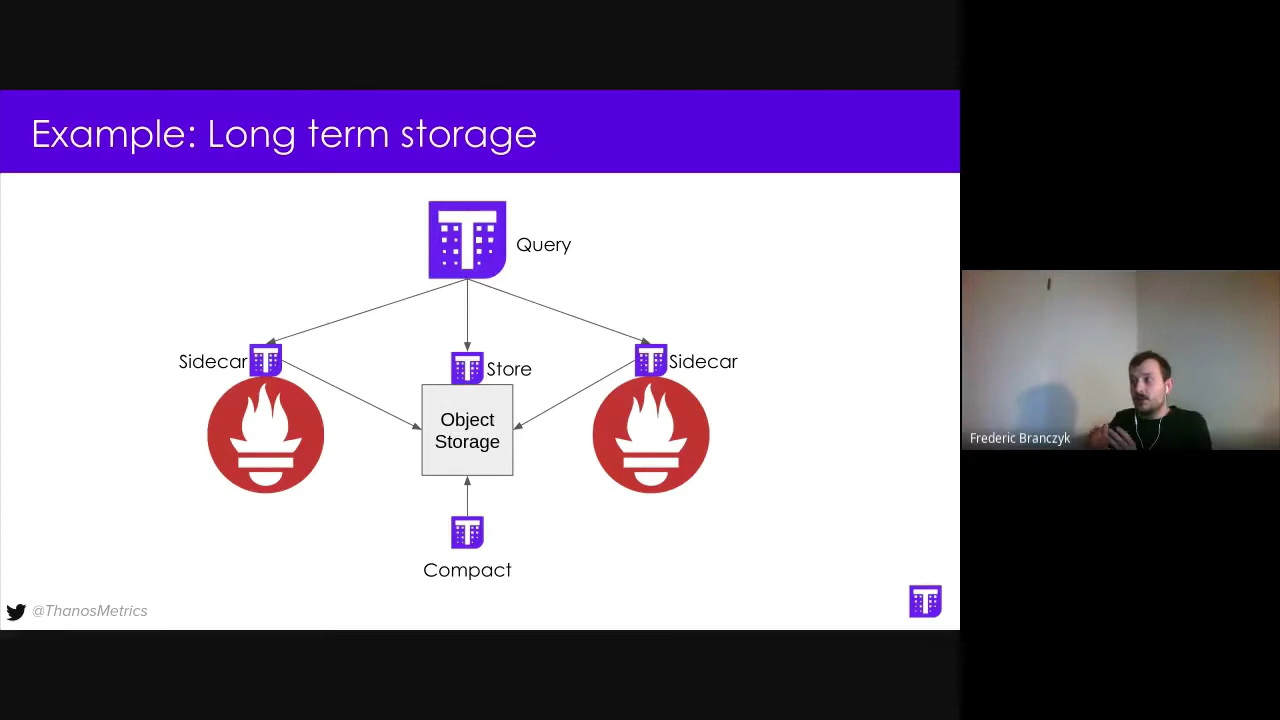 Example: Long term storage
Query
Sidecar
Store
Sidecar
Object
Storage
Compact
@ThanosMetrics
Frederic Branczyk